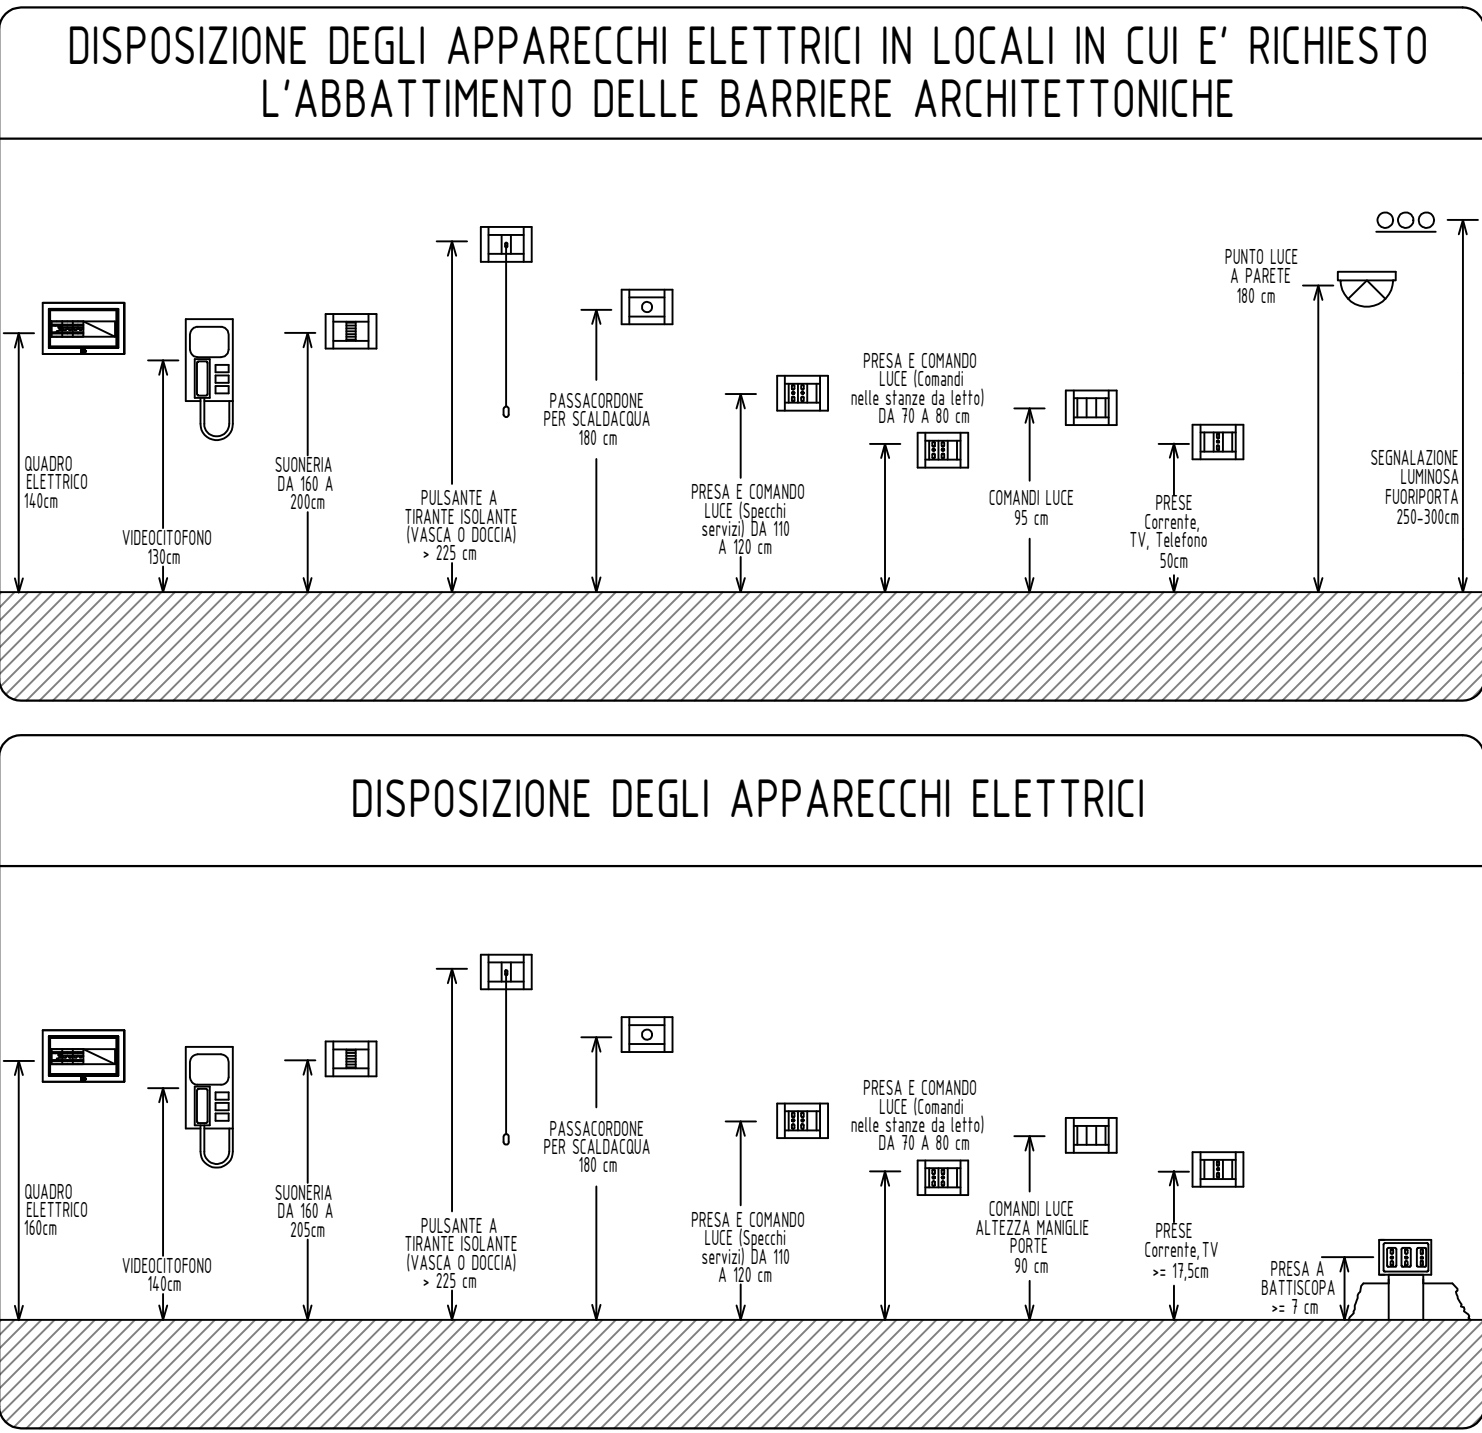 DISPOSIZIONE DEGLI APPARECCHI ELETTRICI IN LOCALI IN CUI E' RICHIESTO
L'ABBATTIMENTO DELLE BARRIERE ARCHITETTONICHE
QUADRO
ELETTRICO
140cm
VIDEOCITOFONO
130cm
SUONERIA
DA 160 A
200cm
PULSANTE A
TIRANTE ISOLANTE
(VASCA O DOCCIA)
> 225 cm
PASSACORDONE
PER SCALDACQUA
180 cm
PRESA E COMANDO
LUCE (Specchi
servizi) DA 110
A 120 cm
PRESA E COMANDO
LUCE (Comandi
nelle stanze da letto)
DA 70 A 80 cm
COMANDI LUCE
95 cm
PRESE
Corrente,
TV, Telefono
50cm
PUNTO LUCE
A PARETE
180 cm
SEGNALAZIONE
LUMINOSA
FUORIPORTA
250-300cm
DISPOSIZIONE DEGLI APPARECCHI ELETTRICI
QUADRO
ELETTRICO
160cm
VIDEOCITOFONO
140cm
SUONERIA
DA 160 A
205cm
PULSANTE A
TIRANTE ISOLANTE
(VASCA O DOCCIA)
> 225 cm
PASSACORDONE
PER SCALDACQUA
180 cm
PRESA E COMANDO
LUCE (Specchi
servizi) DA 110
A 120 cm
PRESA E COMANDO
LUCE (Comandi
nelle stanze da letto)
DA 70 A 80 cm
COMANDI LUCE
ALTEZZA MANIGLIE
PORTE
90 cm
PRESE
Corrente, TV
>= 17,5cm
PRESA A
BATTISCOPA
>= 7 cm